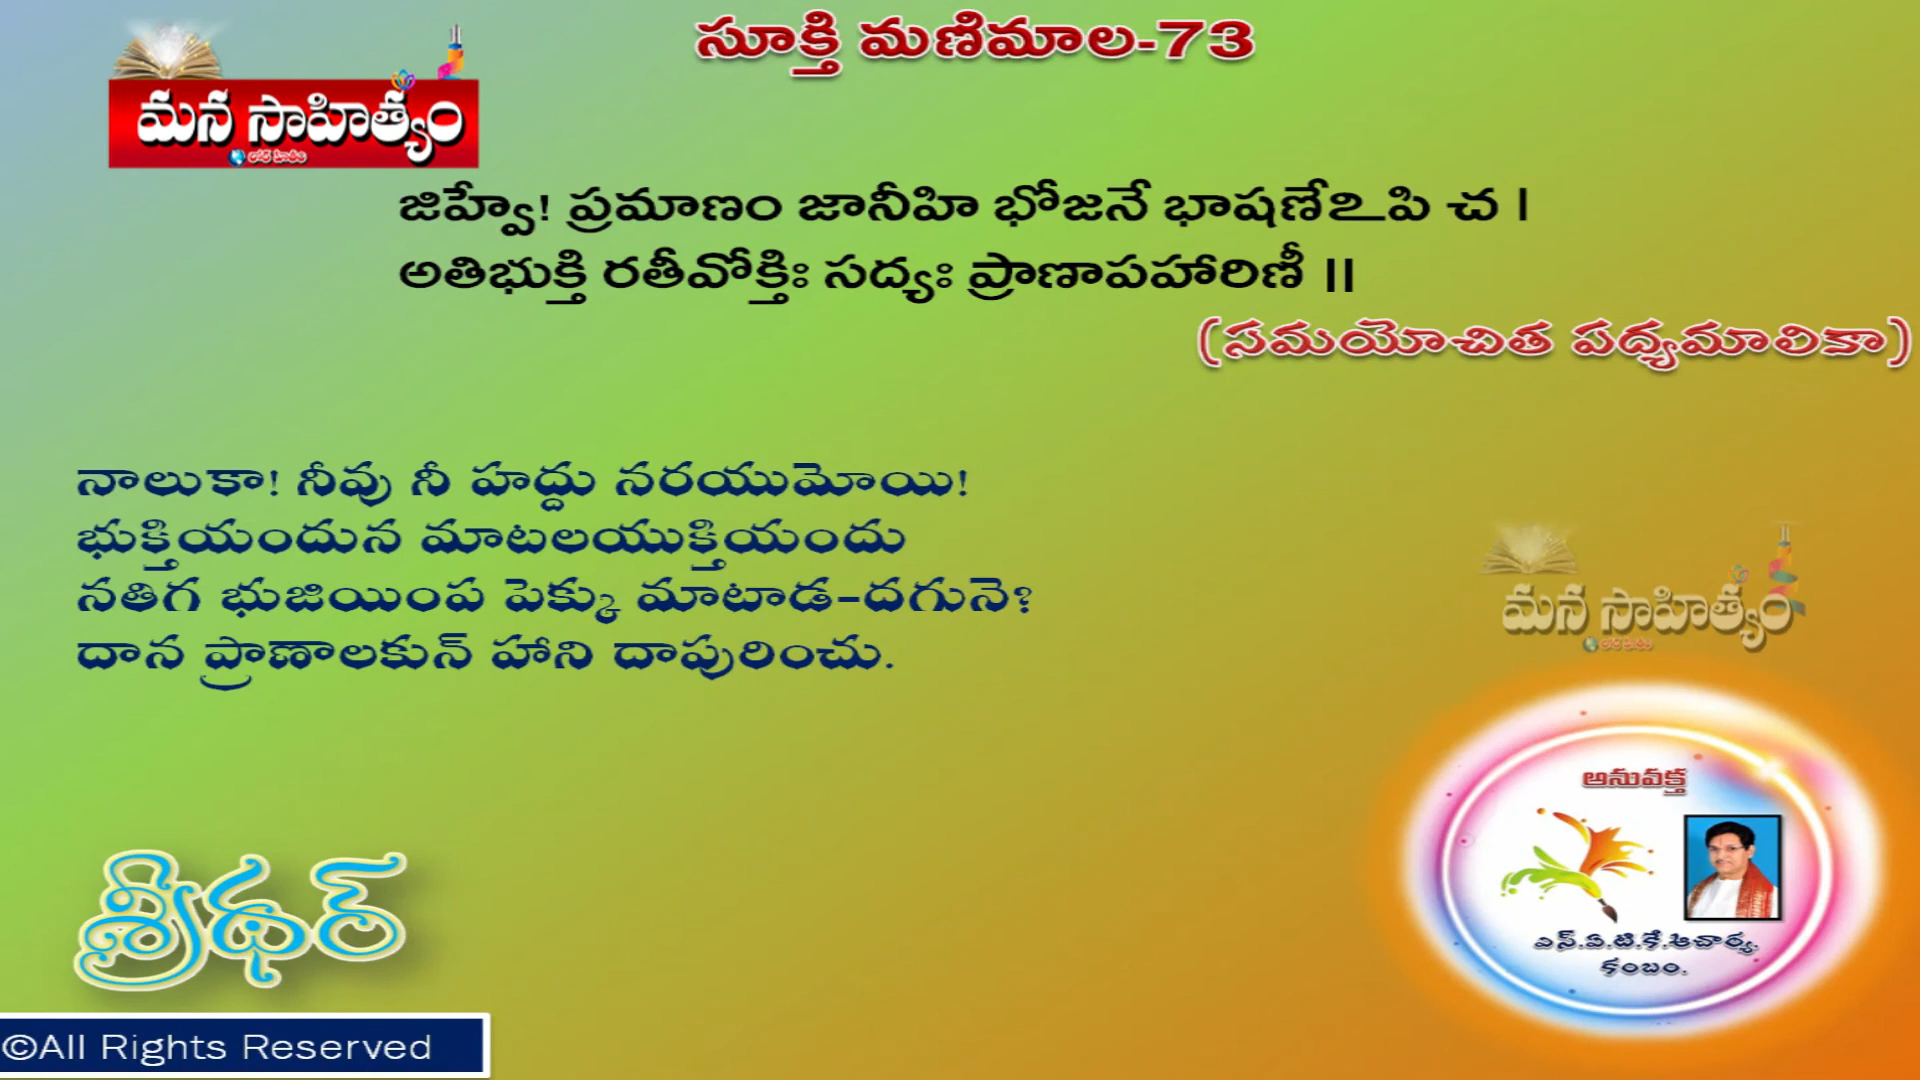 సూక్తి మణిమాల-73
మన సాహిత్యం
జిహ్వే! ప్రమాణం జానీహి భోజనే భాషణేఽపి చ ।
అతిభుక్తి రతీవోక్తిః సద్యః ప్రాణాపహారిణీ ॥
(సమయోచిత పద్యమాలికా)
నాలుకా! నీవు నీ హద్దు నరయుమోయి!
భుక్తియందున మాటలయుక్తియందు
నతిగ భుజియింప పెక్కు మాటాడ-దగునె?
దాన ప్రాణాలకున్ హాని దాపురించు.
మన సాహిత్యం
అనువక్త
ఎస్.ఏ.టి.కే.ఆచార్య
కంబం.
శ్రీధర్
©All Rights Reserved